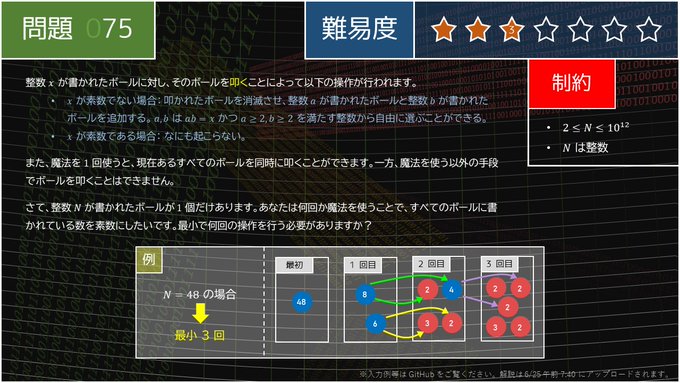 問題 075
難易度
5
制約
整数 x が書かれたボールに対し、そのボールを叩くことによって以下の操作が行われます。
• x が素数でない場合：叩かれたボールを消滅させ、整数 a が書かれたボールと整数 b が書かれた
ボールを追加する。a, b は ab = x かつ a ≥ 2, b ≥ 2 を満たす整数から自由に選ぶことができる。
• x が素数である場合：なにも起こらない。
• 2 ≤ N ≤ 10¹²
• N は整数
また、魔法を 1 回使うと、現在あるすべてのボールを同時に叩くことができます。一方、魔法を使う以外の手段
でボールを叩くことはできません。
さて、整数 N が書かれたボールが 1 個だけあります。あなたは何回か魔法を使うことで、すべてのボールに書
かれている数を素数にしたいです。最小で何回の操作を行う必要がありますか？
例
N = 48 の場合
最小 3 回
最初
1 回目
2 回目
3 回目
48
8
6
2
4
3
2
2
2
2
3
2
※入力例等は GitHub をご覧ください。解説は 6/25 午前 7:40 にアップロードされます。